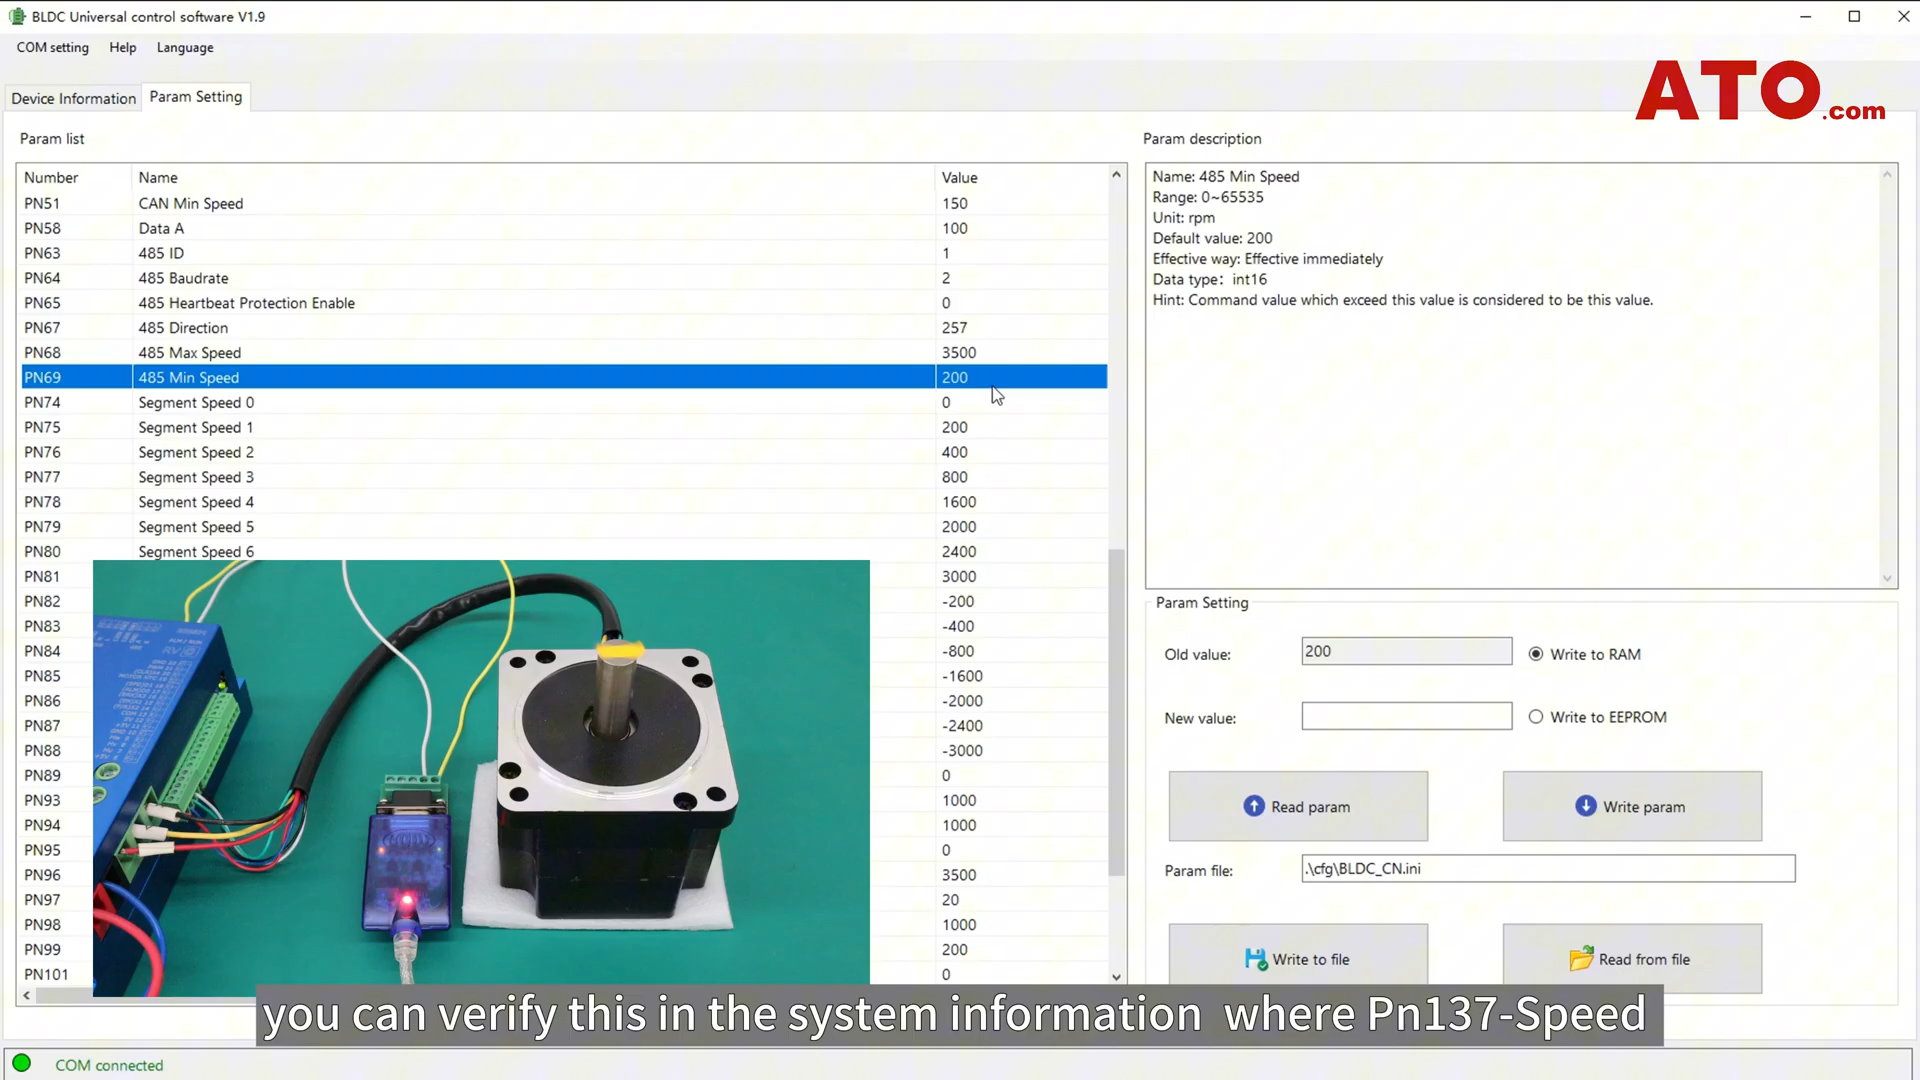 BLDC Universal control software V1.9
COM setting Help Language
ATO.com
Device Information Param Setting
Param list
Number Name Value
PN51 CAN Min Speed 150
PN58 Data A 100
PN63 485 ID 1
PN64 485 Baudrate 2
PN65 485 Heartbeat Protection Enable 0
PN67 485 Direction 257
PN68 485 Max Speed 3500
PN69 485 Min Speed 200
PN74 Segment Speed 0 0
PN75 Segment Speed 1 200
PN76 Segment Speed 2 400
PN77 Segment Speed 3 800
PN78 Segment Speed 4 1600
PN79 Segment Speed 5 2000
PN80 Segment Speed 6 2400
PN81 3000
PN82 -200
PN83 -400
PN84 -800
PN85 -1600
PN86 -2000
PN87 -2400
PN88 -3000
PN89 0
PN93 1000
PN94 1000
PN95 0
PN96 3500
PN97 20
PN98 1000
PN99 200
PN101 0
Param description
Name: 485 Min Speed
Range: 0~65535
Unit: rpm
Default value: 200
Effective way: Effective immediately
Data type: int16
Hint: Command value which exceed this value is considered to be this value.
Param Setting
Old value: 200 Write to RAM
New value: Write to EEPROM
Read param Write param
Param file: .\cfg\BLDC_CN.ini
Write to file Read from file
you can verify this in the system information where Pn137-Speed
COM connected